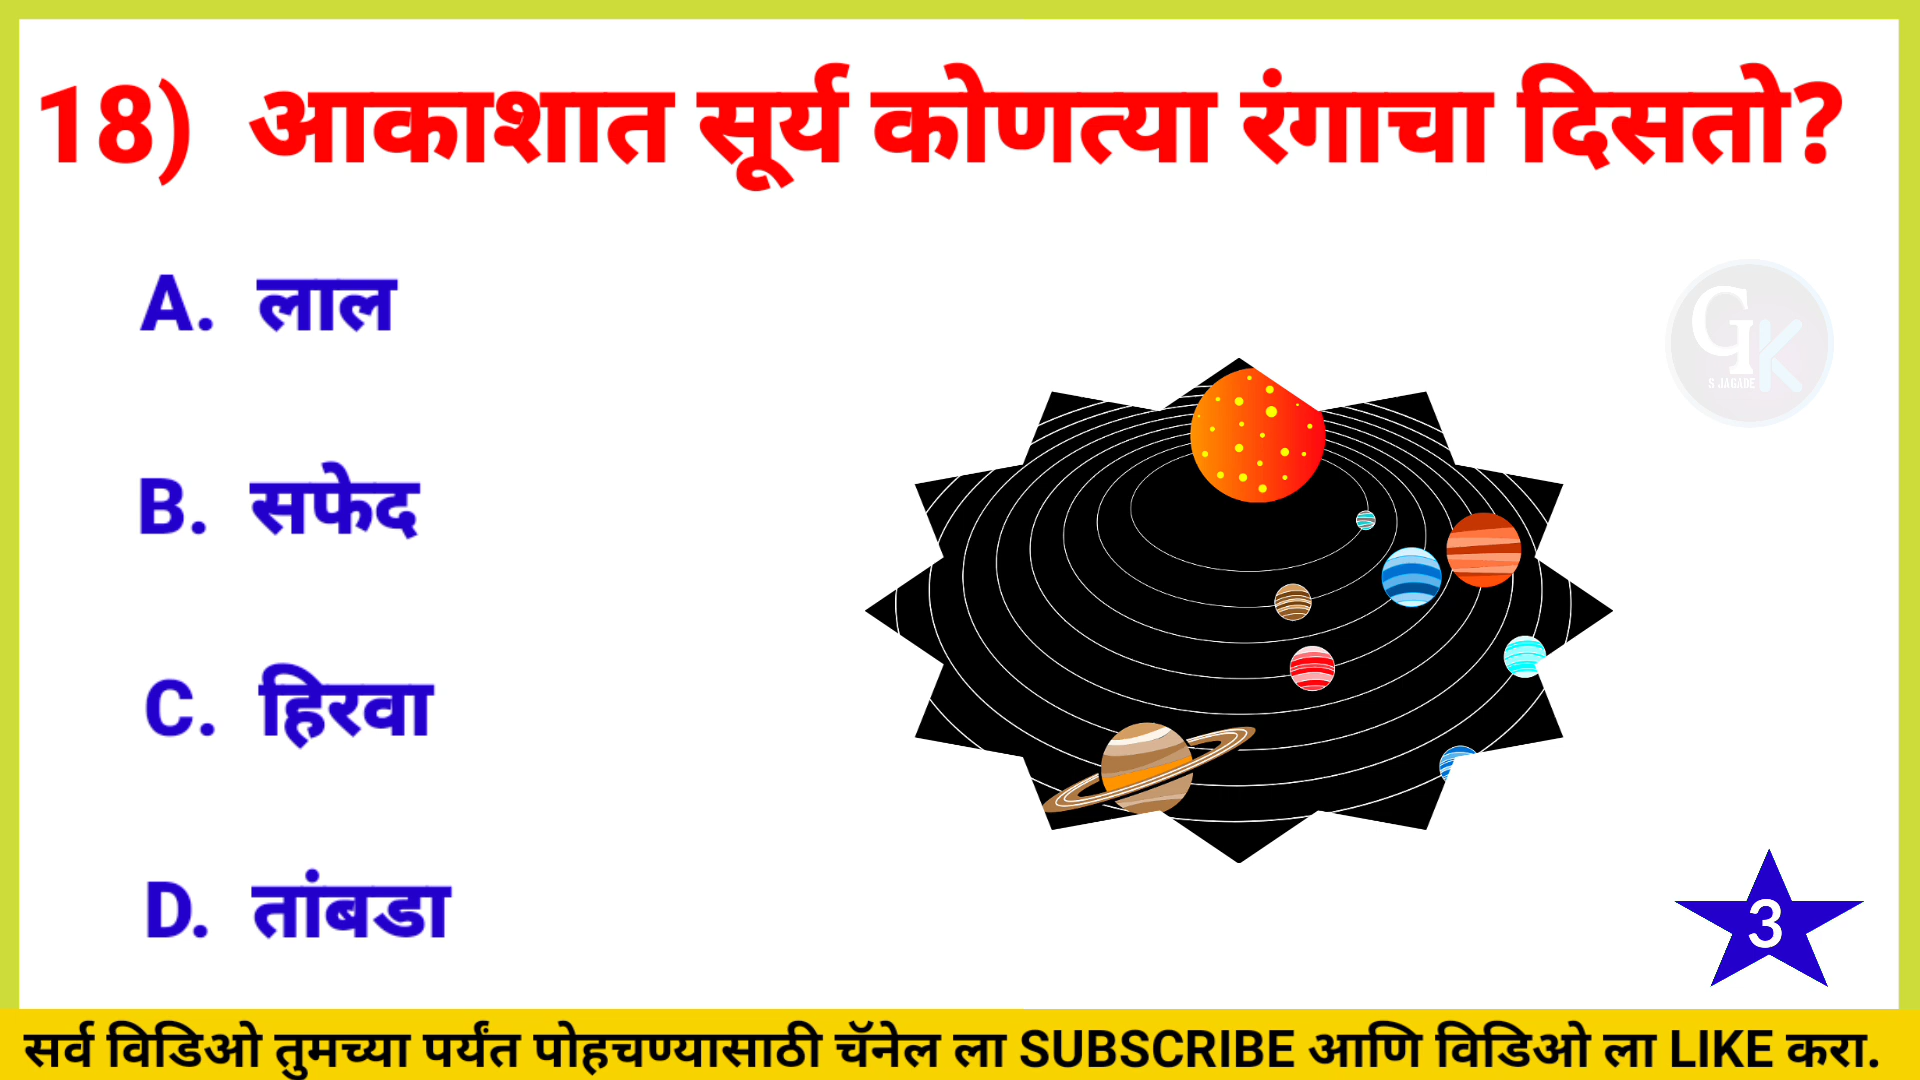 18) आकाशात सूर्य कोणत्या रंगाचा दिसतो?
A. लाल
GK
S JAGADE
B. सफेद
C. हिरवा
D. तांबडा
3
सर्व विडिओ तुमच्या पर्यंत पोहचण्यासाठी चॅनेल ला SUBSCRIBE आणि विडिओ ला LIKE करा.